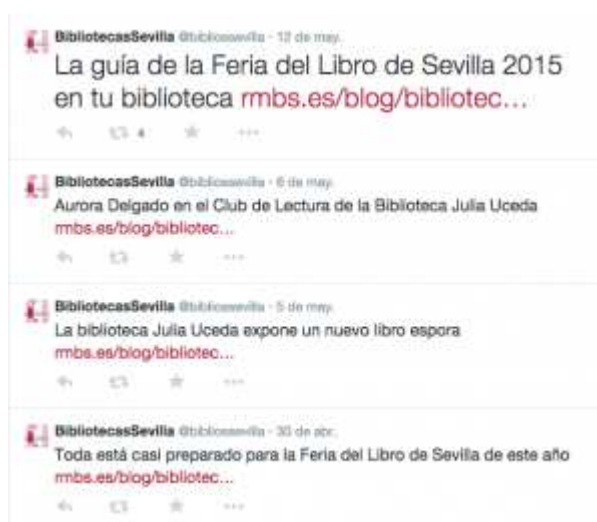 BibliotecasSevilla @bibliossevilla · 12 de may.
La guía de la Feria del Libro de Sevilla 2015
en tu biblioteca rmbs.es/blog/bibliotec...
4
BibliotecasSevilla @bibliossevilla · 6 de may.
Aurora Delgado en el Club de Lectura de la Biblioteca Julia Uceda
rmbs.es/blog/bibliotec...
BibliotecasSevilla @bibliossevilla · 5 de may.
La biblioteca Julia Uceda expone un nuevo libro espora
rmbs.es/blog/bibliotec...
BibliotecasSevilla @bibliossevilla · 30 de abr.
Toda está casi preparado para la Feria del Libro de Sevilla de este año
rmbs.es/blog/bibliotec...